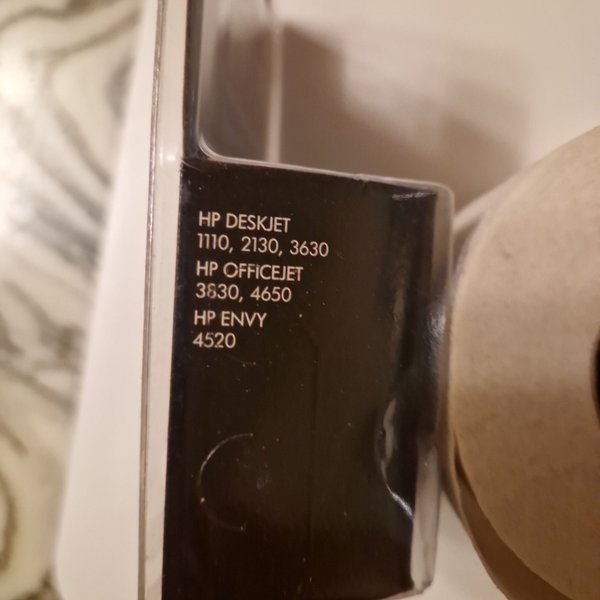 HP DESKJET
1110, 2130, 3630
HP OFFICEJET
3830, 4650
HP ENVY
4520